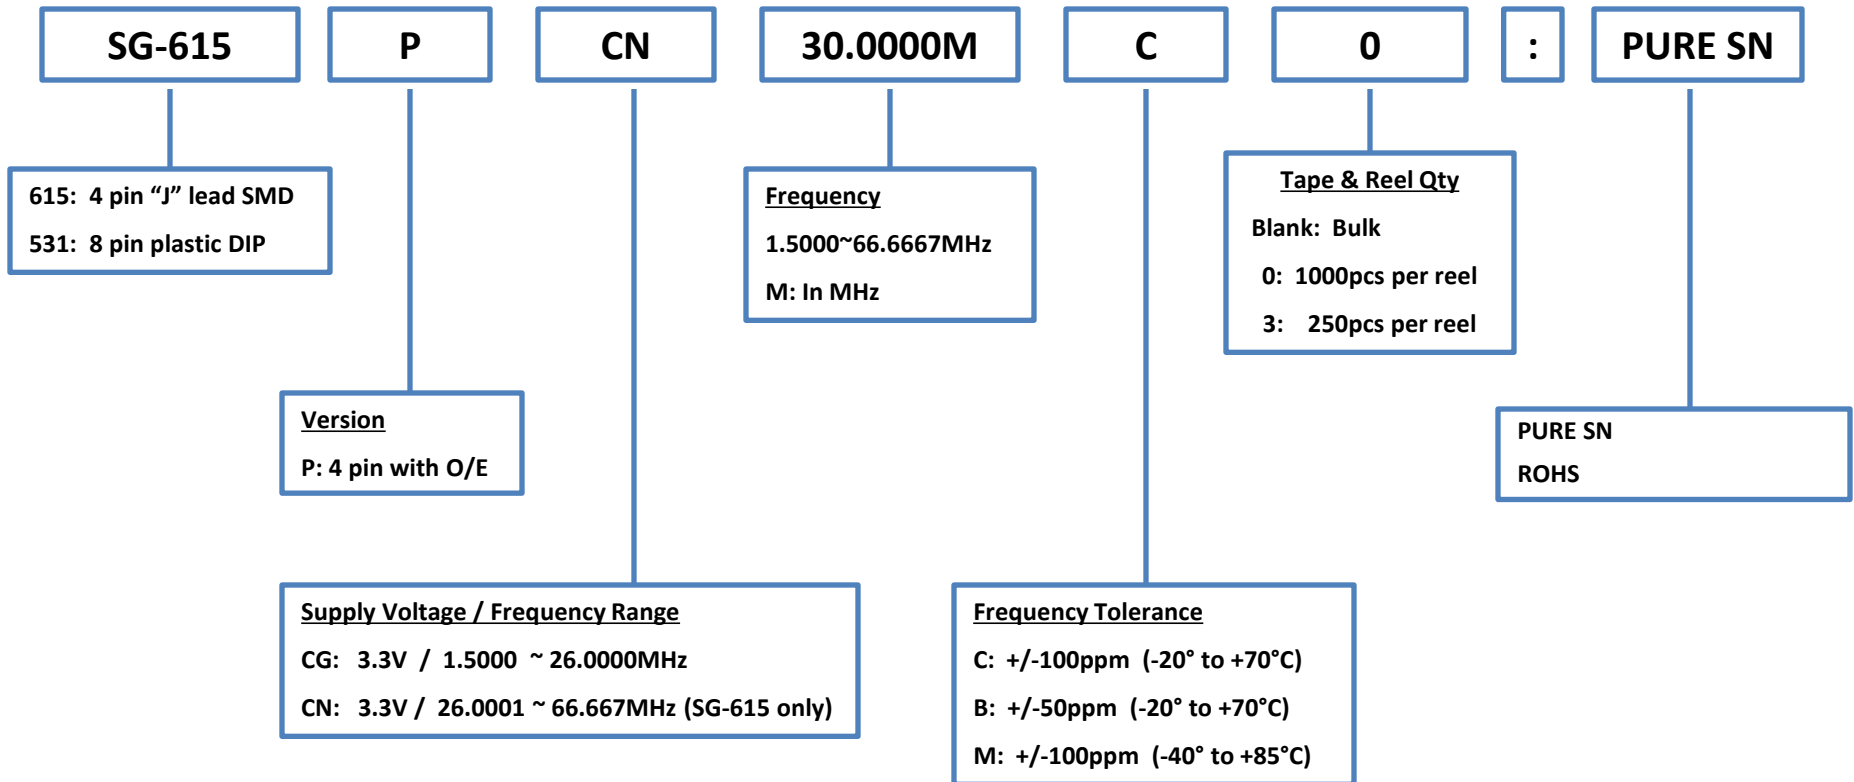 SG-615 P CN 30.0000M C 0 : PURE SN
615: 4 pin “J” lead SMD
531: 8 pin plastic DIP
Frequency
1.5000~66.6667MHz
M: In MHz
Tape & Reel Qty
Blank: Bulk
0: 1000pcs per reel
3: 250pcs per reel
Version
P: 4 pin with O/E
PURE SN
ROHS
Supply Voltage / Frequency Range
CG: 3.3V / 1.5000 ~ 26.0000MHz
CN: 3.3V / 26.0001 ~ 66.667MHz (SG-615 only)
Frequency Tolerance
C: +/-100ppm (-20° to +70°C)
B: +/-50ppm (-20° to +70°C)
M: +/-100ppm (-40° to +85°C)